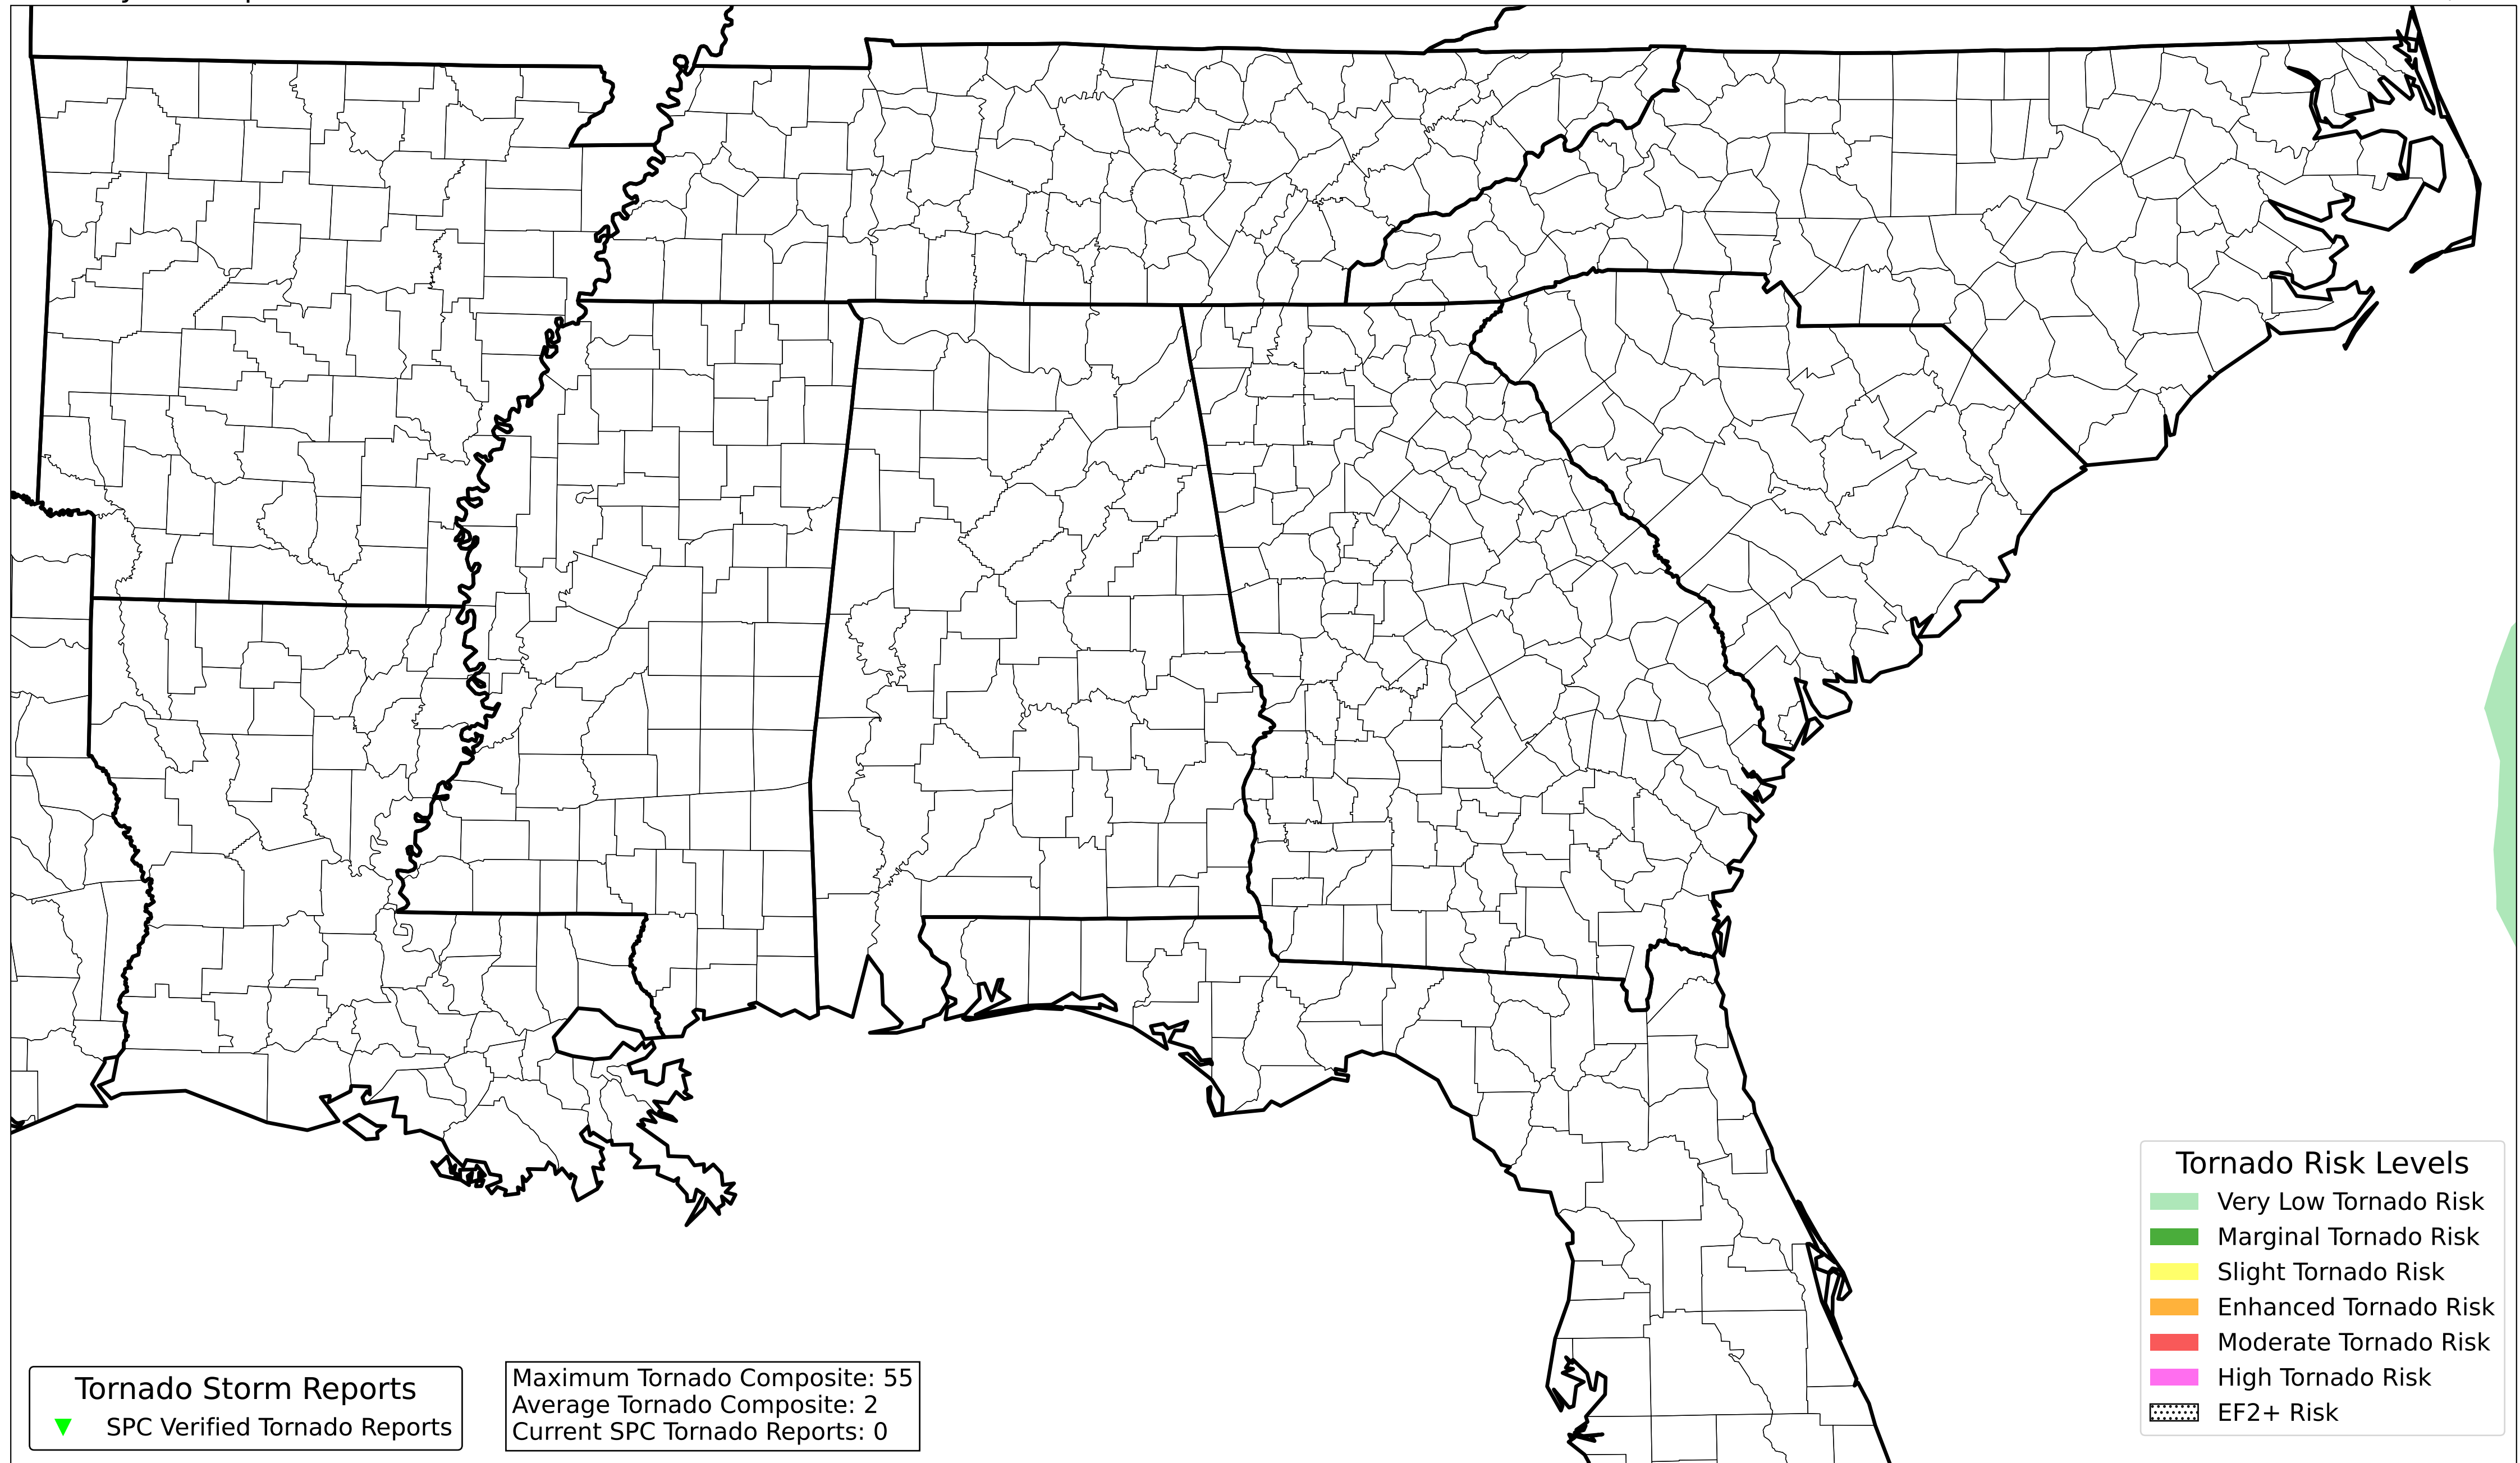 Tornado Risk Levels
Very Low Tornado Risk
Marginal Tornado Risk
Slight Tornado Risk
Enhanced Tornado Risk
Moderate Tornado Risk
High Tornado Risk
EF2+ Risk
Tornado Storm Reports
SPC Verified Tornado Reports
Maximum Tornado Composite: 55
Average Tornado Composite: 2
Current SPC Tornado Reports: 0